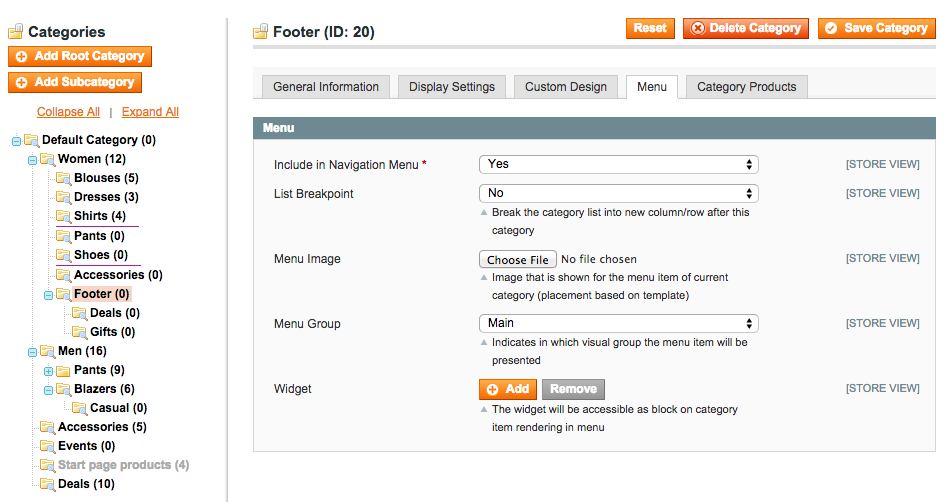 Categories
Add Root Category
Add Subcategory
Collapse All | Expand All
Default Category (0)
Women (12)
Blouses (5)
Dresses (3)
Shirts (4)
Pants (0)
Shoes (0)
Accessories (0)
Footer (0)
Deals (0)
Gifts (0)
Men (16)
Pants (9)
Blazers (6)
Casual (0)
Accessories (5)
Events (0)
Start page products (4)
Deals (10)
Footer (ID: 20)
Reset
Delete Category
Save Category
General Information
Display Settings
Custom Design
Menu
Category Products
Menu
Include in Navigation Menu * Yes [STORE VIEW]
List Breakpoint No [STORE VIEW]
Break the category list into new column/row after this
category
Menu Image Choose File No file chosen [STORE VIEW]
Image that is shown for the menu item of current
category (placement based on template)
Menu Group Main [STORE VIEW]
Indicates in which visual group the menu item will be
presented
Widget Add Remove [STORE VIEW]
The widget will be accessible as block on category
item rendering in menu